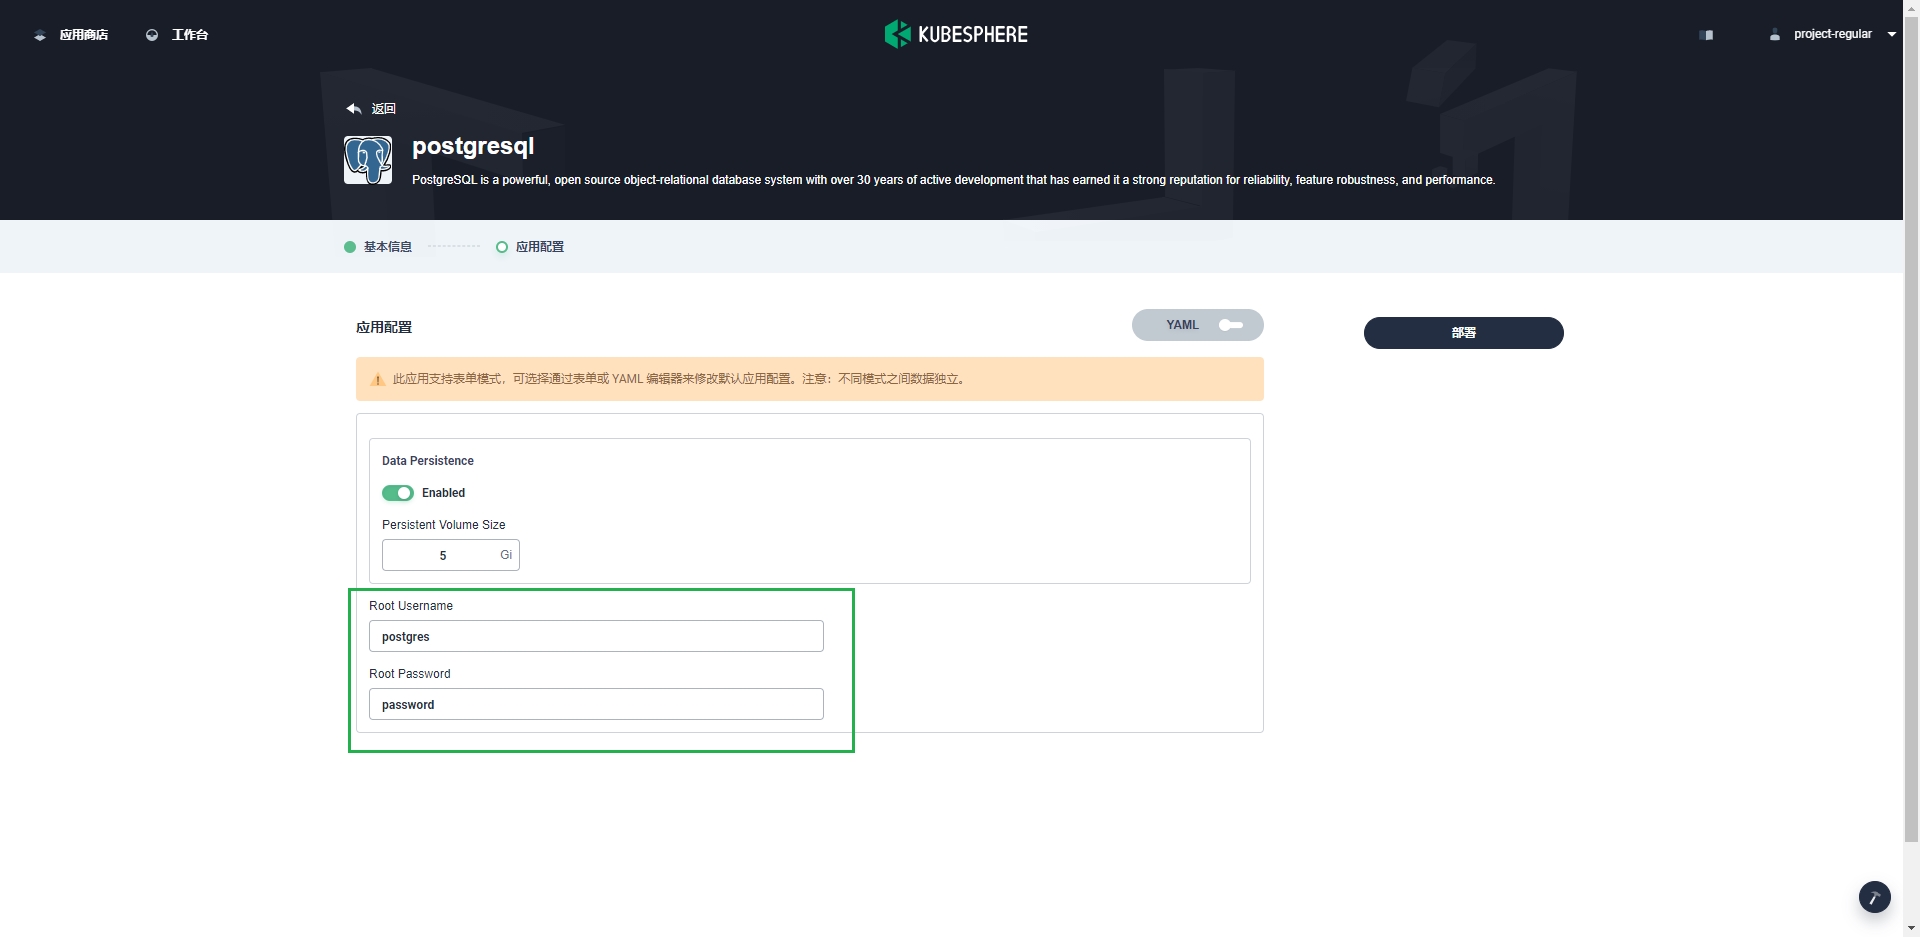 应用商店
工作台
KUBESPHERE
project-regular
返回
postgresql
PostgreSQL is a powerful, open source object-relational database system with over 30 years of active development that has earned it a strong reputation for reliability, feature robustness, and performance.
基本信息
应用配置
应用配置
YAML
部署
此应用支持表单模式，可选择通过表单或 YAML 编辑器来修改默认应用配置。注意：不同模式之间数据独立。
Data Persistence
Enabled
Persistent Volume Size
5 Gi
Root Username
postgres
Root Password
password